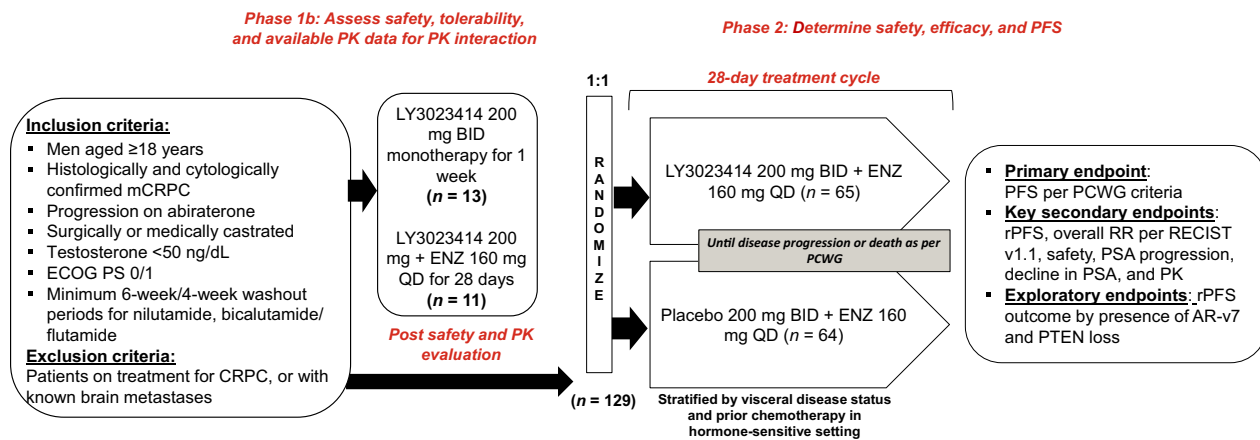 Phase 1b: Assess safety, tolerability,
and available PK data for PK interaction
Inclusion criteria:
▪ Men aged ≥18 years
▪ Histologically and cytologically
confirmed mCRPC
▪ Progression on abiraterone
▪ Surgically or medically castrated
▪ Testosterone <50 ng/dL
▪ ECOG PS 0/1
▪ Minimum 6-week/4-week washout
periods for nilutamide, bicalutamide/
flutamide
Exclusion criteria:
Patients on treatment for CRPC, or with
known brain metastases
LY3023414 200
mg BID
monotherapy for 1
week
(n = 13)
LY3023414 200
mg + ENZ 160 mg
QD for 28 days
(n = 11)
Post safety and PK
evaluation
Phase 2: Determine safety, efficacy, and PFS
28-day treatment cycle
1:1
RANDOMIZE
(n = 129)
LY3023414 200 mg BID + ENZ
160 mg QD (n = 65)
Until disease progression or death as per
PCWG
Placebo 200 mg BID + ENZ 160
mg QD (n = 64)
Stratified by visceral disease status
and prior chemotherapy in
hormone-sensitive setting
▪ Primary endpoint:
PFS per PCWG criteria
▪ Key secondary endpoints:
rPFS, overall RR per RECIST
v1.1, safety, PSA progression,
decline in PSA, and PK
▪ Exploratory endpoints: rPFS
outcome by presence of AR-v7
and PTEN loss